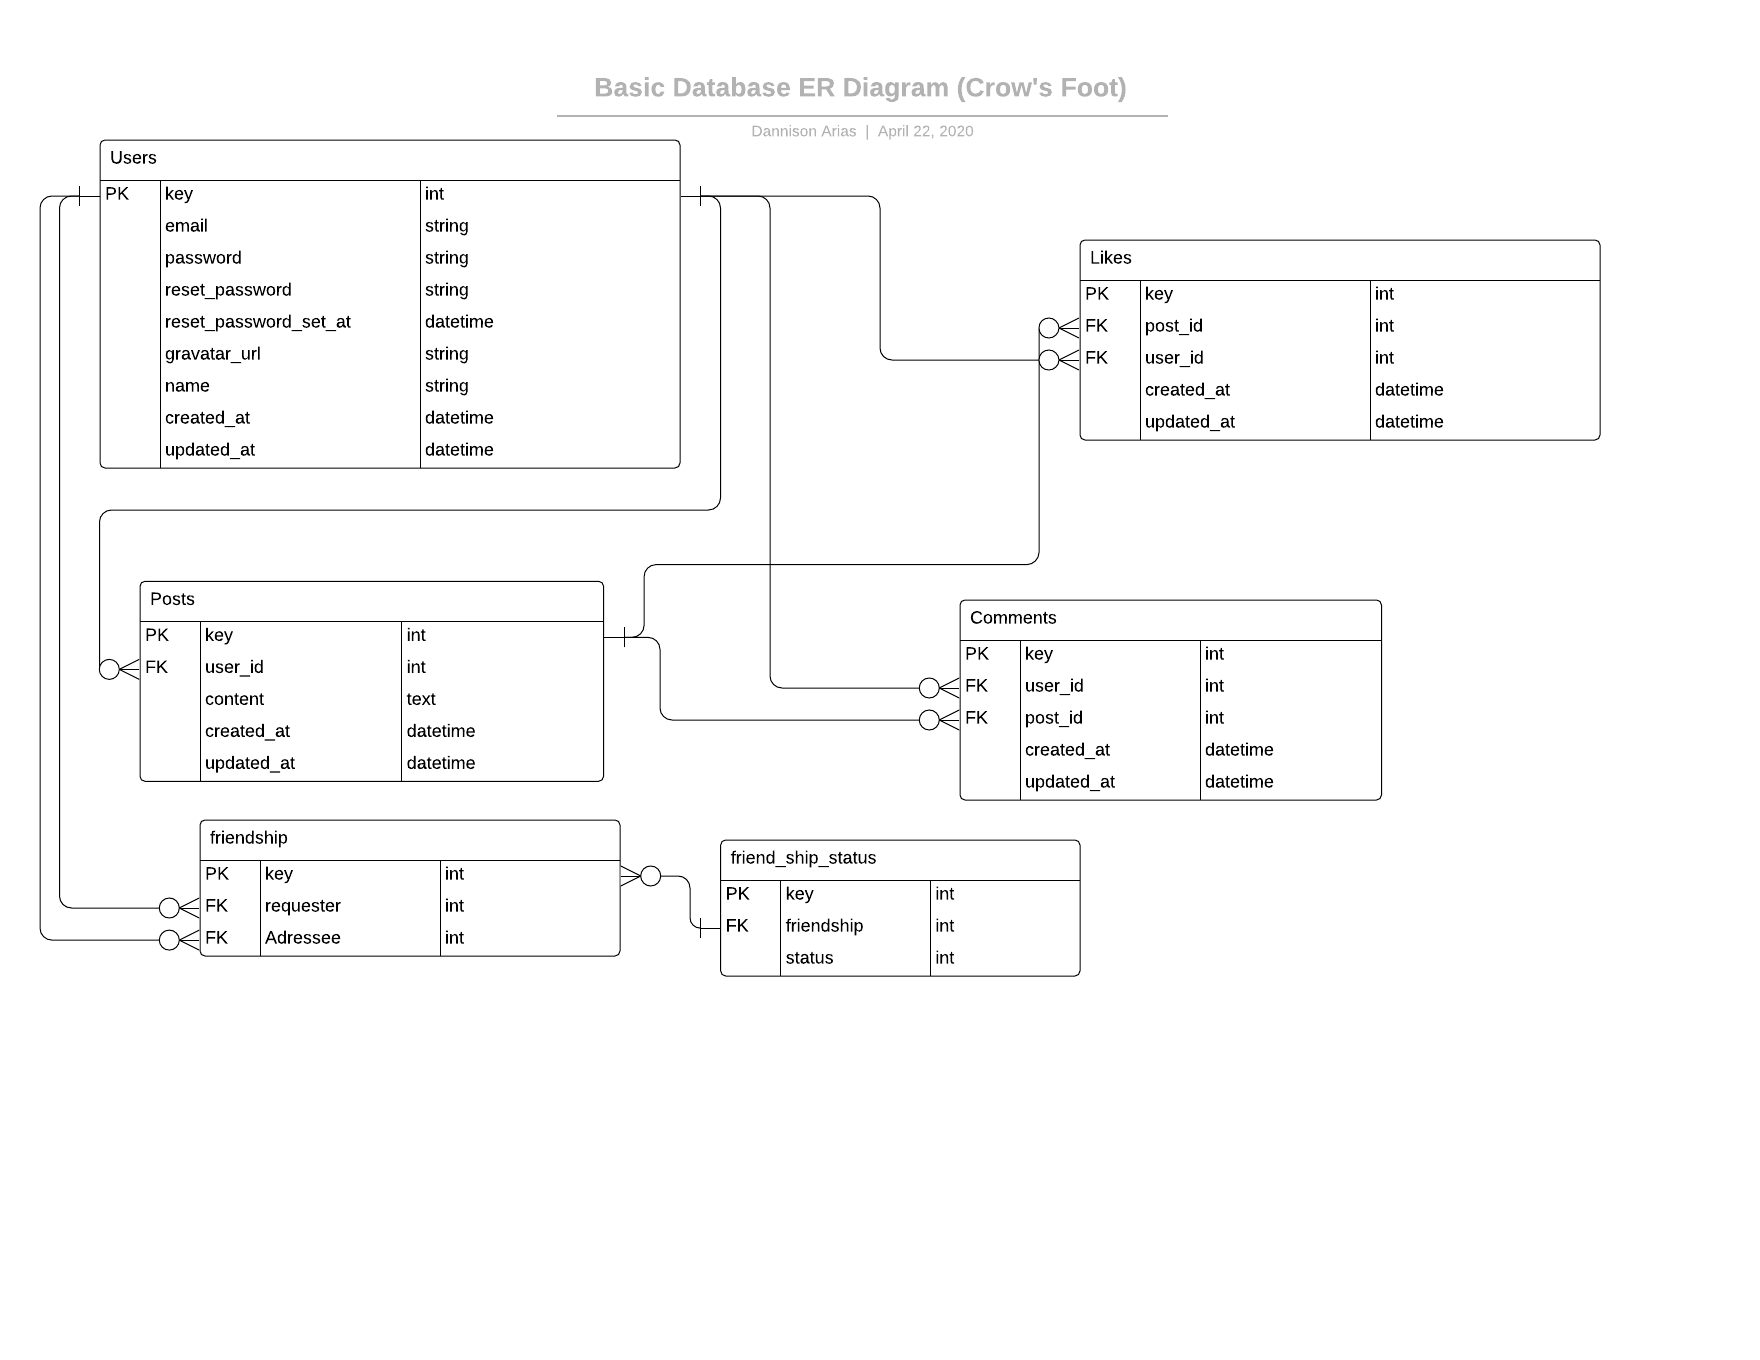 Basic Database ER Diagram (Crow's Foot)
Dannison Arias | April 22, 2020
Users
PK key int
email string
password string
reset_password string
reset_password_set_at datetime
gravatar_url string
name string
created_at datetime
updated_at datetime
Likes
PK key int
FK post_id int
FK user_id int
created_at datetime
updated_at datetime
Posts
PK key int
FK user_id int
content text
created_at datetime
updated_at datetime
Comments
PK key int
FK user_id int
FK post_id int
created_at datetime
updated_at datetime
friendship
PK key int
FK requester int
FK Adressee int
friend_ship_status
PK key int
FK friendship int
status int